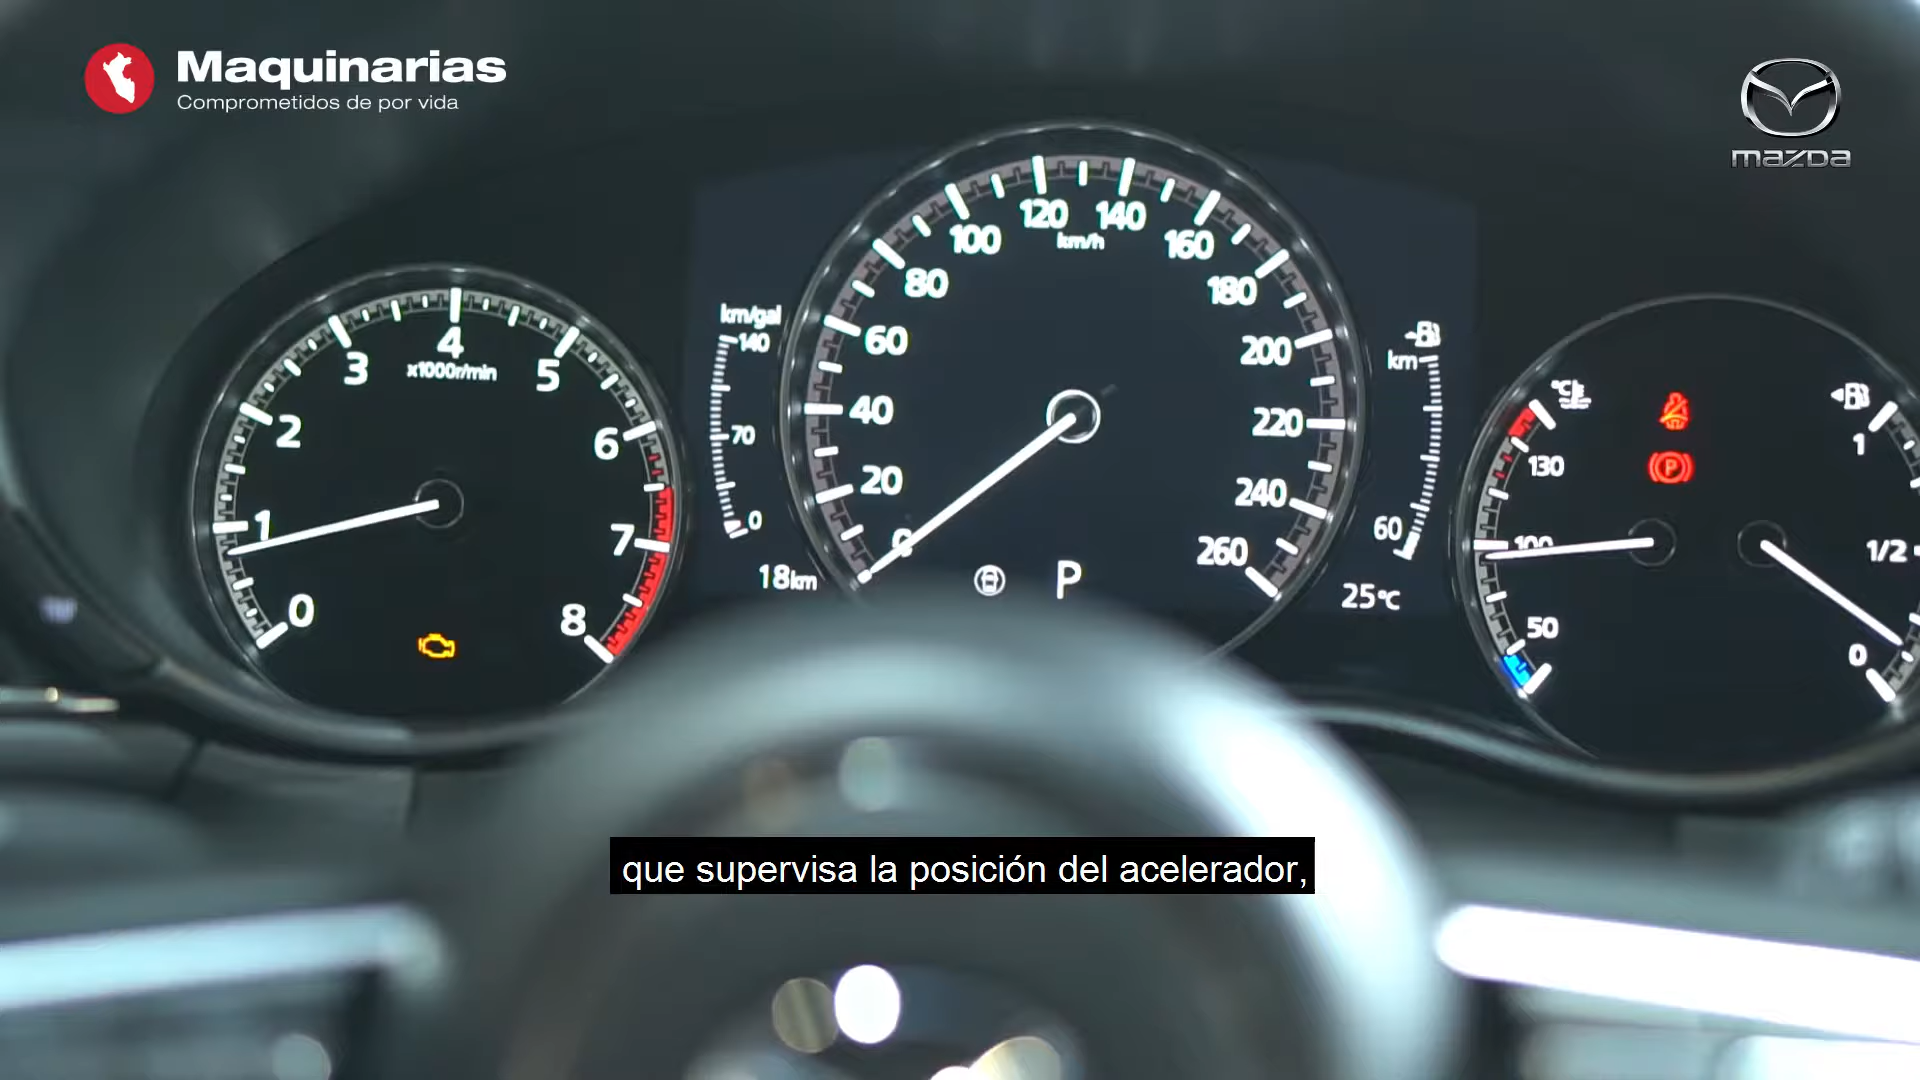 Maquinarias
Comprometidos de por vida
mazda
0
1
2
3
4
5
6
7
8
x1000r/min
km/gal
140
70
0
18km
0
20
40
60
80
100
120
140
160
180
200
220
240
260
km/h
P
km
60
25°C
°C
130
100
50
P
1
1/2
0
que supervisa la posición del acelerador,